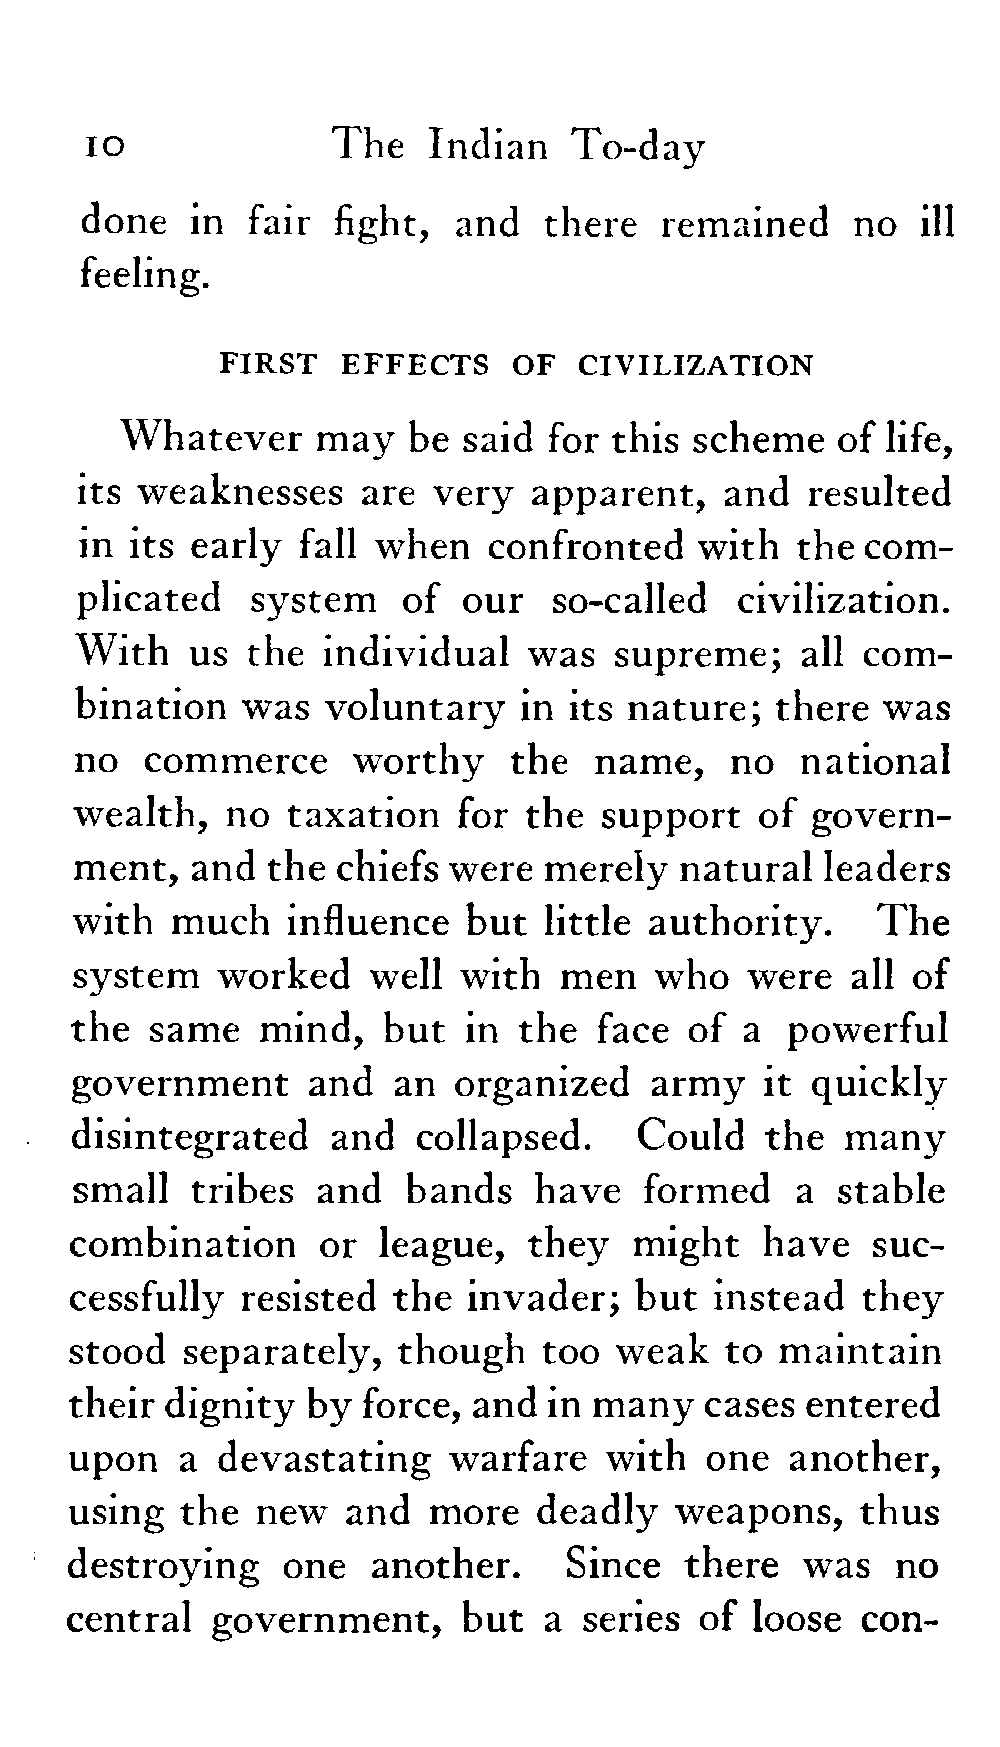 10 The Indian To-day
done in fair fight, and there remained no ill
feeling.
FIRST EFFECTS OF CIVILIZATION
Whatever may be said for this scheme of life,
its weaknesses are very apparent, and resulted
in its early fall when confronted with the com-
plicated system of our so-called civilization.
With us the individual was supreme; all com-
bination was voluntary in its nature; there was
no commerce worthy the name, no national
wealth, no taxation for the support of govern-
ment, and the chiefs were merely natural leaders
with much influence but little authority. The
system worked well with men who were all of
the same mind, but in the face of a powerful
government and an organized army it quickly
disintegrated and collapsed. Could the many
small tribes and bands have formed a stable
combination or league, they might have suc-
cessfully resisted the invader; but instead they
stood separately, though too weak to maintain
their dignity by force, and in many cases entered
upon a devastating warfare with one another,
using the new and more deadly weapons, thus
destroying one another. Since there was no
central government, but a series of loose con-